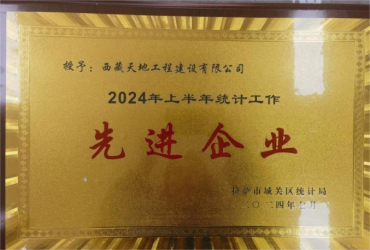 授予：西藏天地工程建设有限公司
2024年上半年统计工作
先进企业
拉萨市城关区统计局
二〇二四年七月